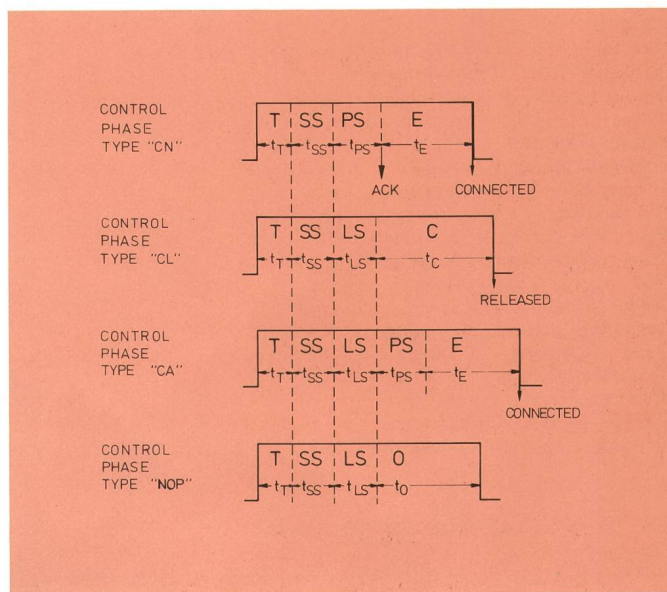 CONTROL
PHASE
TYPE "CN"
T SS PS E
tT tSS tPS tE
ACK CONNECTED
CONTROL
PHASE
TYPE "CL"
T SS LS C
tT tSS tLS tC
RELEASED
CONTROL
PHASE
TYPE "CA"
T SS LS PS E
tT tSS tLS tPS tE
CONNECTED
CONTROL
PHASE
TYPE "NOP"
T SS LS O
tT tSS tLS tO